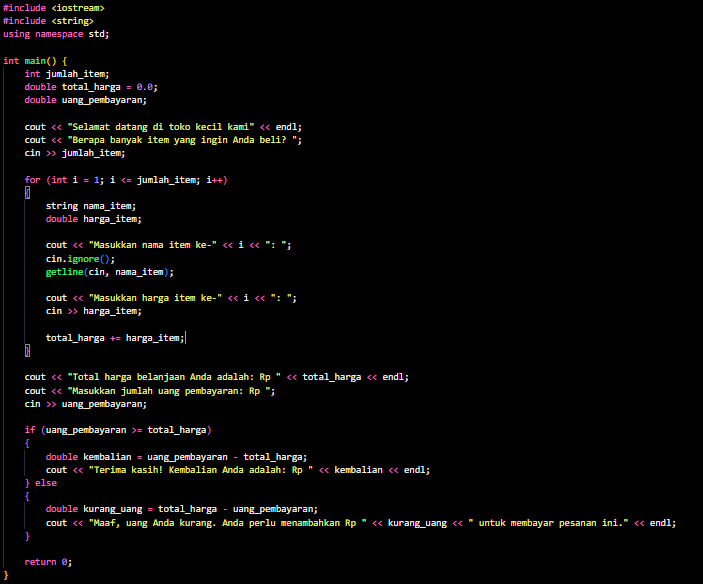 #include <iostream>
#include <string>
using namespace std;
int main() {
int jumlah_item;
double total_harga = 0.0;
double uang_pembayaran;
cout << "Selamat datang di toko kecil kami" << endl;
cout << "Berapa banyak item yang ingin Anda beli? ";
cin >> jumlah_item;
for (int i = 1; i <= jumlah_item; i++)
{
string nama_item;
double harga_item;
cout << "Masukkan nama item ke-" << i << ": ";
cin.ignore();
getline(cin, nama_item);
cout << "Masukkan harga item ke-" << i << ": ";
cin >> harga_item;
total_harga += harga_item;
}
cout << "Total harga belanjaan Anda adalah: Rp " << total_harga << endl;
cout << "Masukkan jumlah uang pembayaran: Rp ";
cin >> uang_pembayaran;
if (uang_pembayaran >= total_harga)
{
double kembalian = uang_pembayaran - total_harga;
cout << "Terima kasih! Kembalian Anda adalah: Rp " << kembalian << endl;
} else
{
double kurang_uang = total_harga - uang_pembayaran;
cout << "Maaf, uang Anda kurang. Anda perlu menambahkan Rp " << kurang_uang << " untuk membayar pesanan ini." << endl;
}
return 0;
}